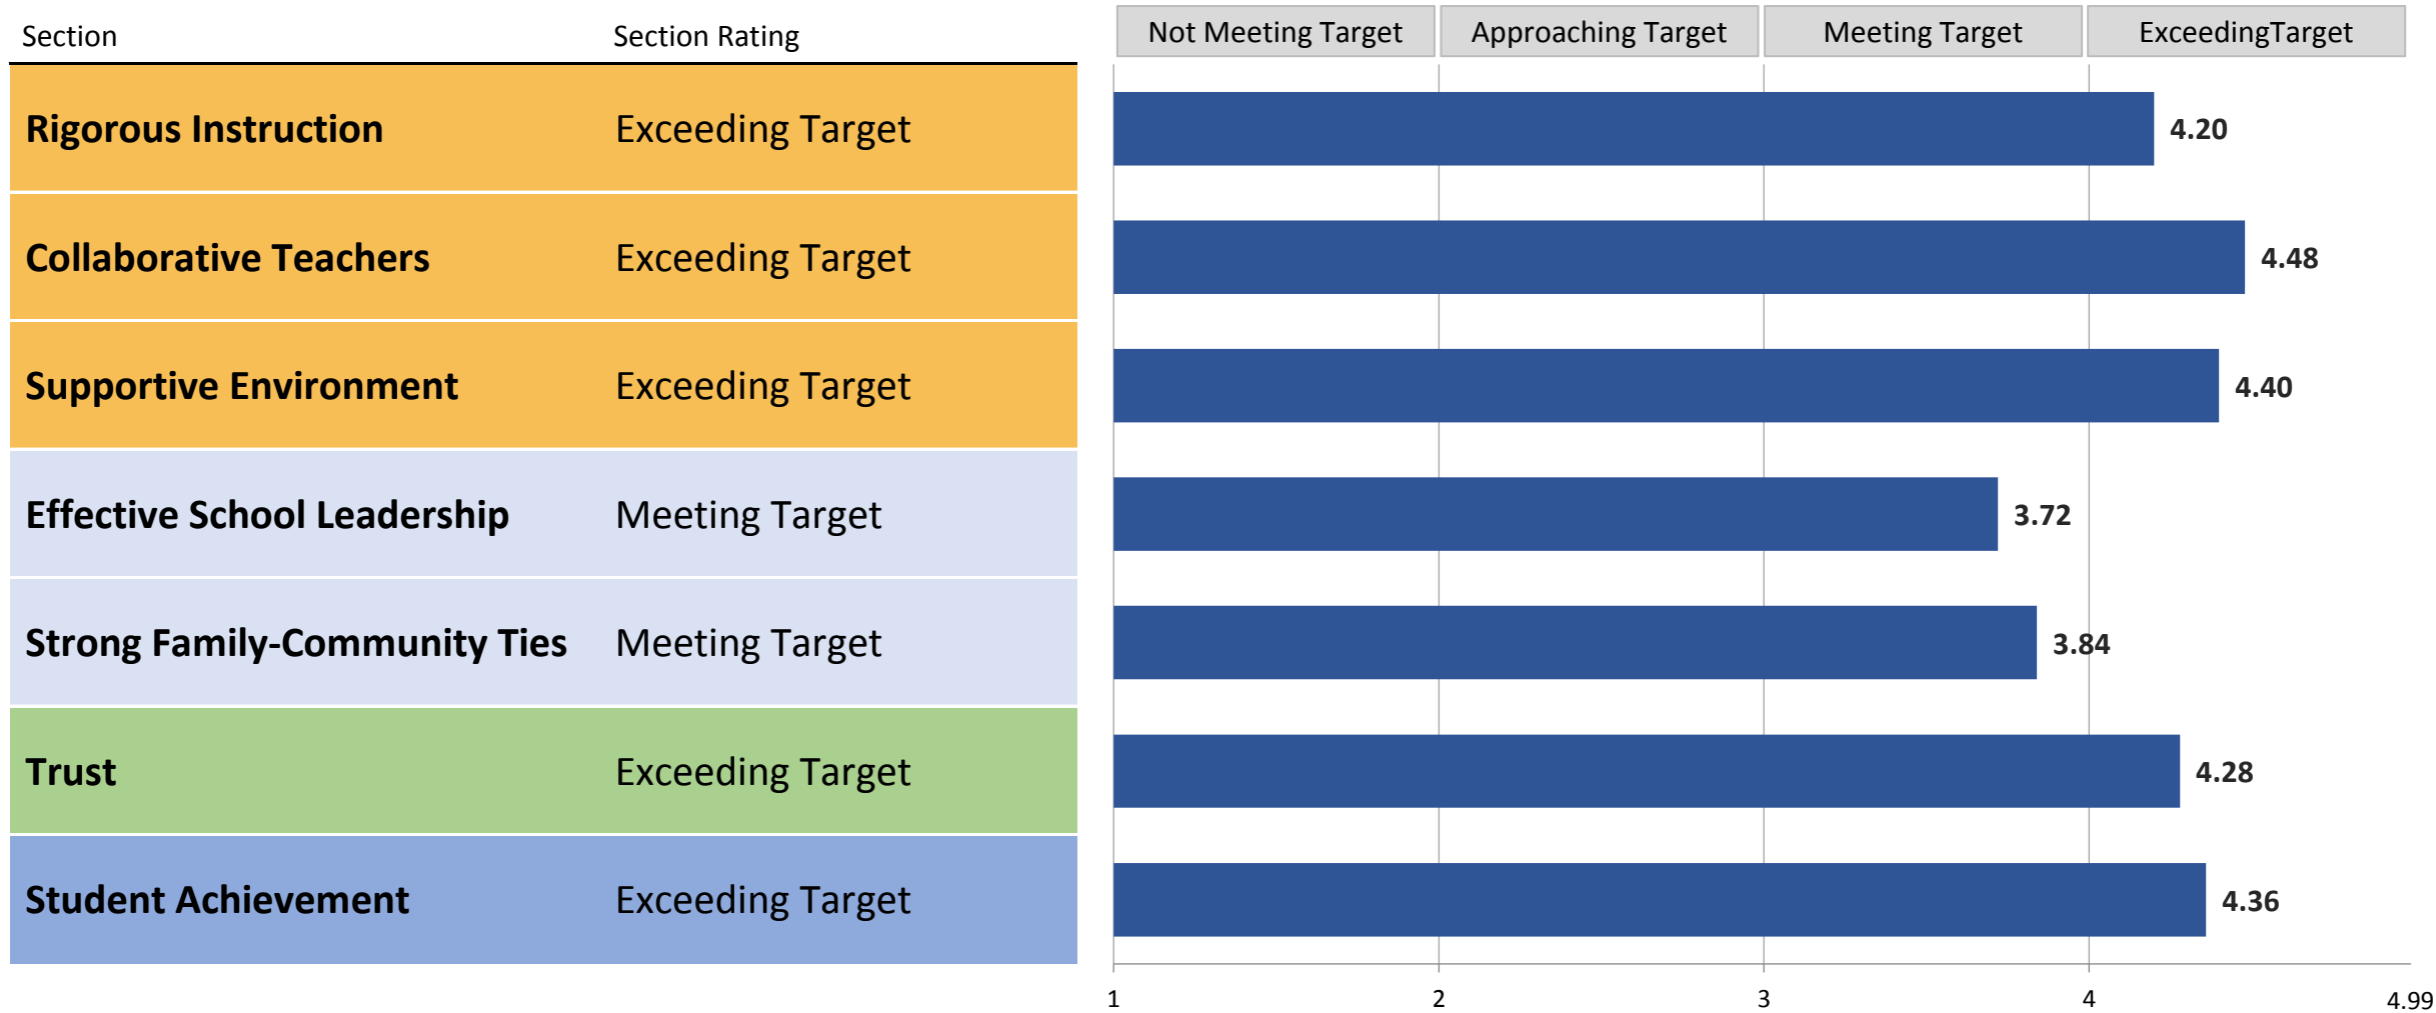 Section Section Rating Not Meeting Target Approaching Target Meeting Target ExceedingTarget
Rigorous Instruction Exceeding Target 4.20
Collaborative Teachers Exceeding Target 4.48
Supportive Environment Exceeding Target 4.40
Effective School Leadership Meeting Target 3.72
Strong Family-Community Ties Meeting Target 3.84
Trust Exceeding Target 4.28
Student Achievement Exceeding Target 4.36
1 2 3 4 4.99